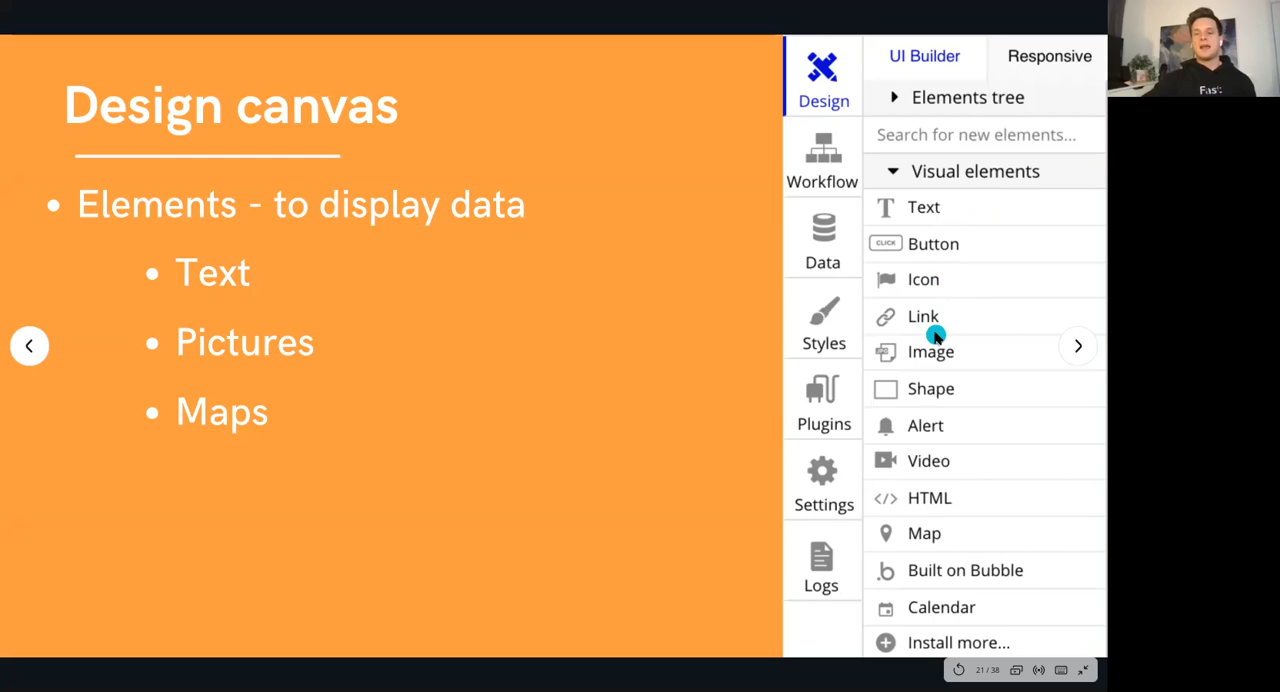 Design canvas
Elements - to display data
Text
Pictures
Maps
Design
Workflow
Data
Styles
Plugins
Settings
Logs
UI Builder
Responsive
Elements tree
Search for new elements...
Visual elements
Text
CLICK Button
Icon
Link
Image
Shape
Alert
Video
HTML
Map
Built on Bubble
Calendar
Install more...
Fast.
21 / 38